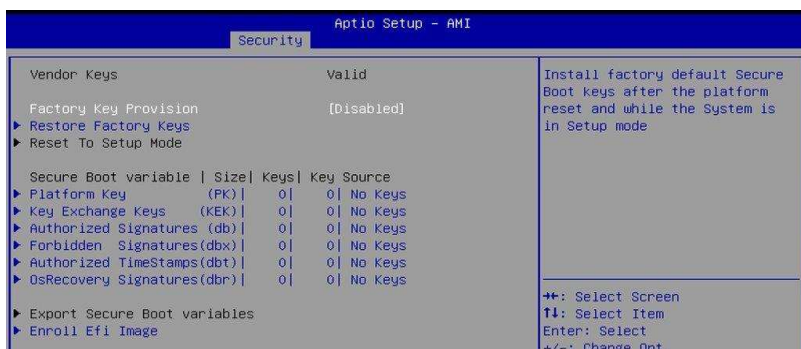 Aptio Setup - AMI
Security
Vendor Keys Valid
Factory Key Provision [Disabled]
▶ Restore Factory Keys
▶ Reset To Setup Mode
Secure Boot variable | Size| Keys| Key Source
▶ Platform Key (PK)| 0| 0| No Keys
▶ Key Exchange Keys (KEK)| 0| 0| No Keys
▶ Authorized Signatures (db)| 0| 0| No Keys
▶ Forbidden Signatures(dbx)| 0| 0| No Keys
▶ Authorized TimeStamps(dbt)| 0| 0| No Keys
▶ OsRecovery Signatures(dbr)| 0| 0| No Keys
▶ Export Secure Boot variables
▶ Enroll Efi Image
Install factory default Secure
Boot keys after the platform
reset and while the System is
in Setup mode
→←: Select Screen
↑↓: Select Item
Enter: Select
+/-: Change Opt.